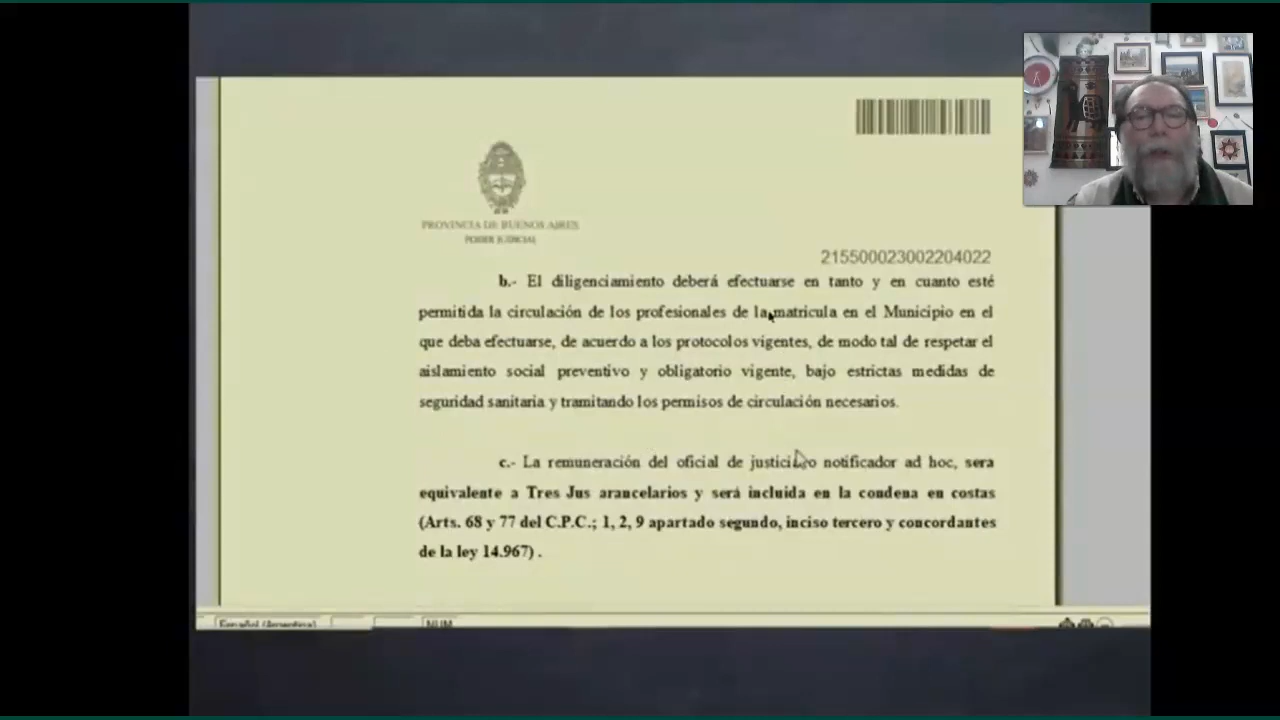 PROVINCIA DE BUENOS AIRES
PODER JUDICIAL
215500023002204022
b.- El diligenciamiento deberá efectuarse en tanto y en cuanto esté
permitida la circulación de los profesionales de la matricula en el Municipio en el
que deba efectuarse, de acuerdo a los protocolos vigentes, de modo tal de respetar el
aislamiento social preventivo y obligatorio vigente, bajo estrictas medidas de
seguridad sanitaria y tramitando los permisos de circulación necesarios.
c.- La remuneración del oficial de justicia o notificador ad hoc, sera
equivalente a Tres Jus arancelarios y será incluida en la condena en costas
(Arts. 68 y 77 del C.P.C.; 1, 2, 9 apartado segundo, inciso tercero y concordantes
de la ley 14.967) .
Español (Argentina)
NUM